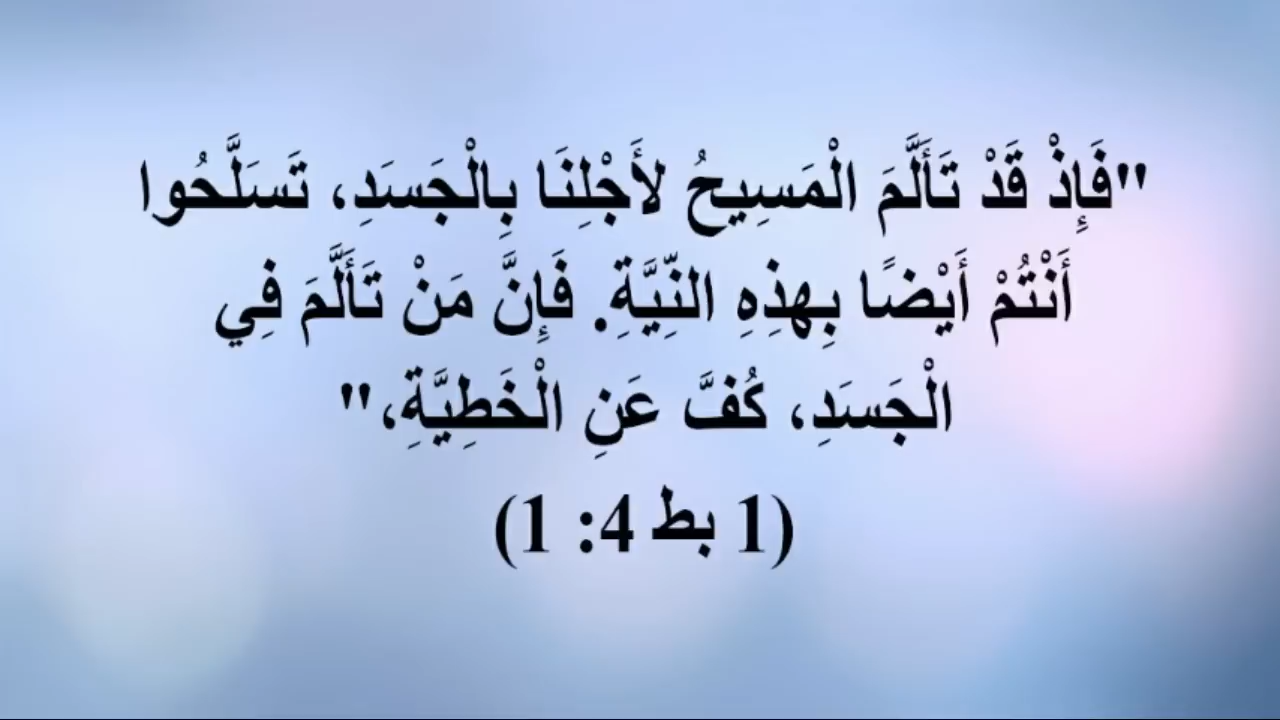 "فَإِذْ قَدْ تَأَلَّمَ الْمَسِيحُ لأَجْلِنَا بِالْجَسَدِ، تَسَلَّحُوا
أَنْتُمْ أَيْضًا بِهذِهِ النِّيَّةِ. فَإِنَّ مَنْ تَأَلَّمَ فِي
الْجَسَدِ، كُفَّ عَنِ الْخَطِيَّةِ،"
(1 بط 4: 1)